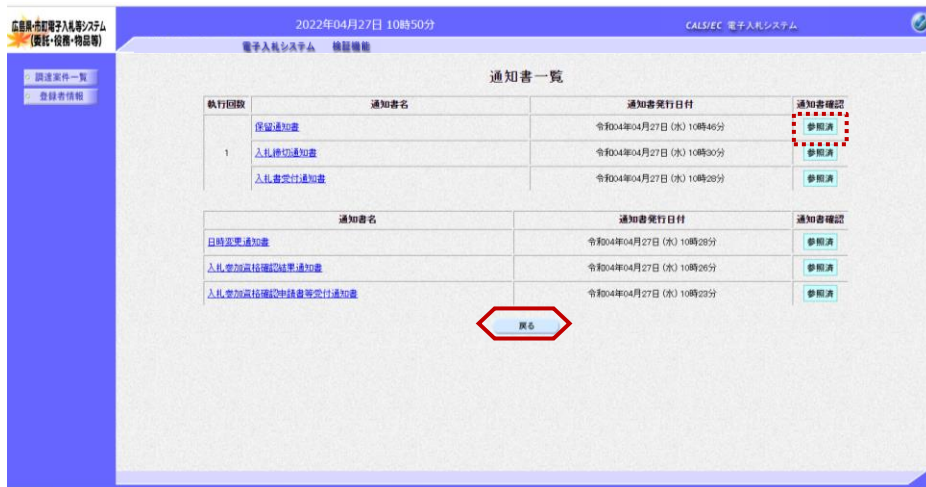 広島県・市町電子入札等システム
(委託・役務・物品等)
2022年04月27日 10時50分
CALS/EC 電子入札システム
電子入札システム 検証機能
調達案件一覧
登録者情報
通知書一覧
執行回数 通知書名 通知書発行日付 通知書確認
保留通知書 令和04年04月27日 (水) 10時46分 参照済
1 入札締切通知書 令和04年04月27日 (水) 10時30分 参照済
入札書受付通知書 令和04年04月27日 (水) 10時28分 参照済
通知書名 通知書発行日付 通知書確認
日時変更通知書 令和04年04月27日 (水) 10時28分 参照済
入札参加資格確認結果通知書 令和04年04月27日 (水) 10時26分 参照済
入札参加資格確認申請書等受付通知書 令和04年04月27日 (水) 10時23分 参照済
戻る